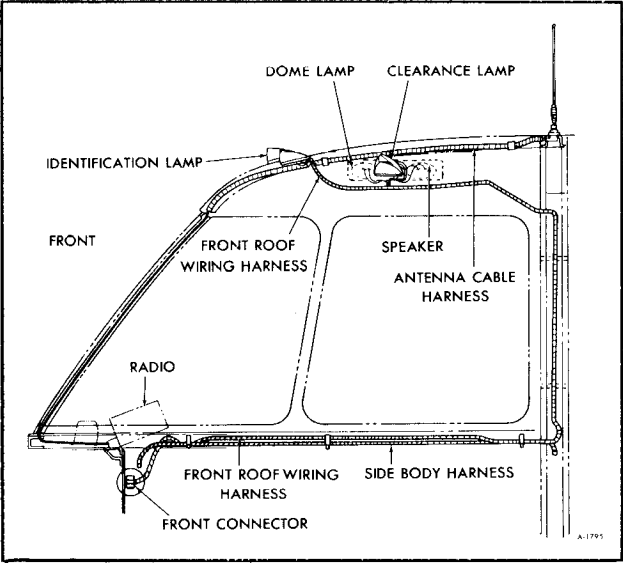 DOME LAMP
CLEARANCE LAMP
IDENTIFICATION LAMP
FRONT
FRONT ROOF
WIRING HARNESS
SPEAKER
ANTENNA CABLE
HARNESS
RADIO
FRONT ROOF WIRING
HARNESS
SIDE BODY HARNESS
FRONT CONNECTOR
A-1795